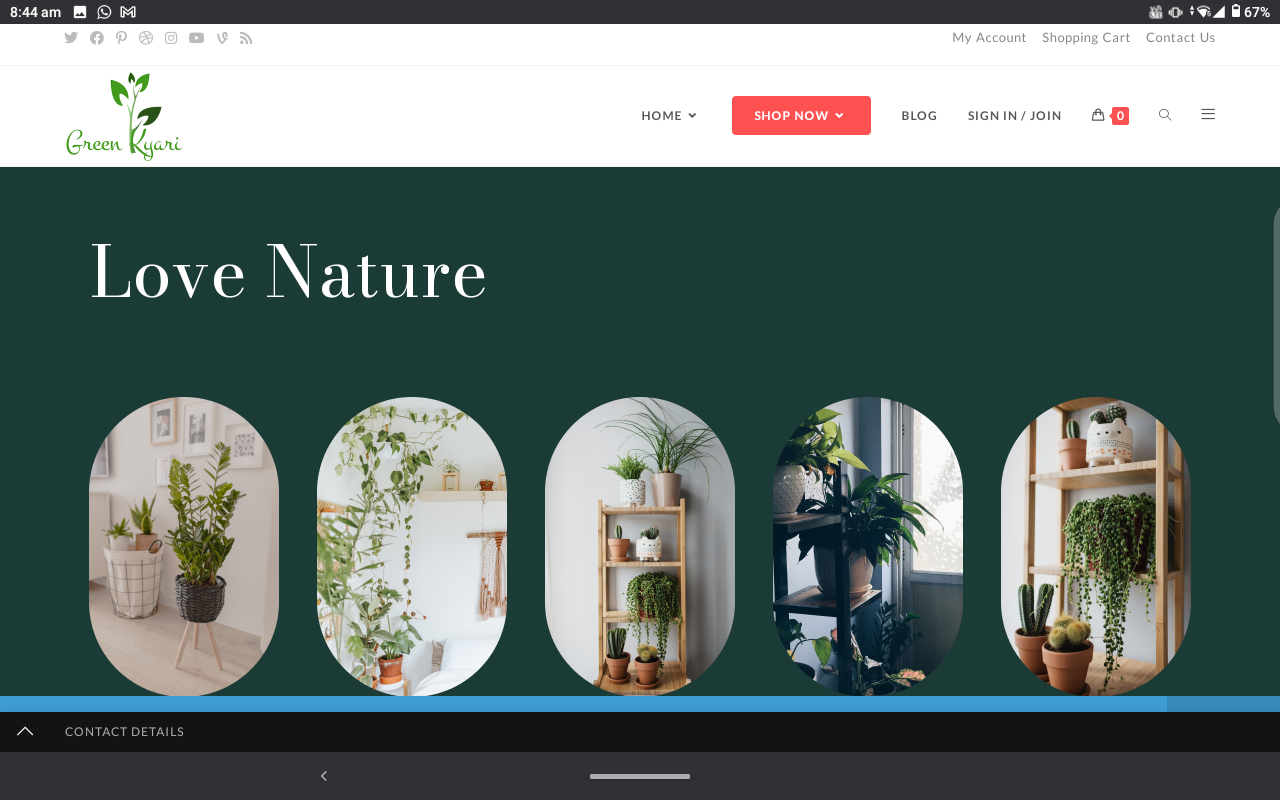 8:44 am
67%
My Account Shopping Cart Contact Us
Green Kyari
HOME SHOP NOW BLOG SIGN IN / JOIN 0
Love Nature
CONTACT DETAILS